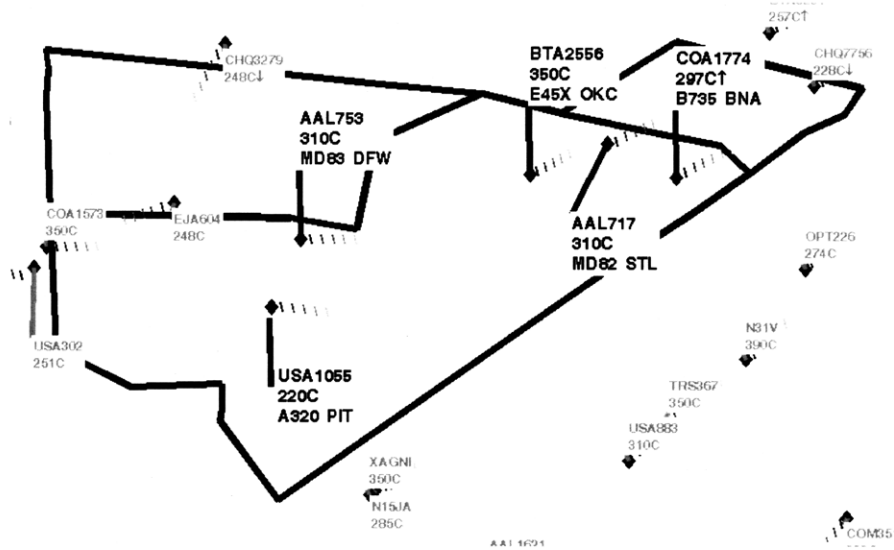 257C↑
CHQ3279
248C↓
BTA2556
350C
E45X OKC
COA1774
297C↑
B735 BNA
CHQ7756
228C↓
AAL753
310C
MD83 DFW
COA1573
350C
EJA604
248C
AAL717
310C
MD82 STL
OPT226
274C
USA302
251C
N31V
390C
USA1055
220C
A320 PIT
TRS367
350C
USA883
310C
XAGNI
350C
N15JA
285C
COM35
AAL1621